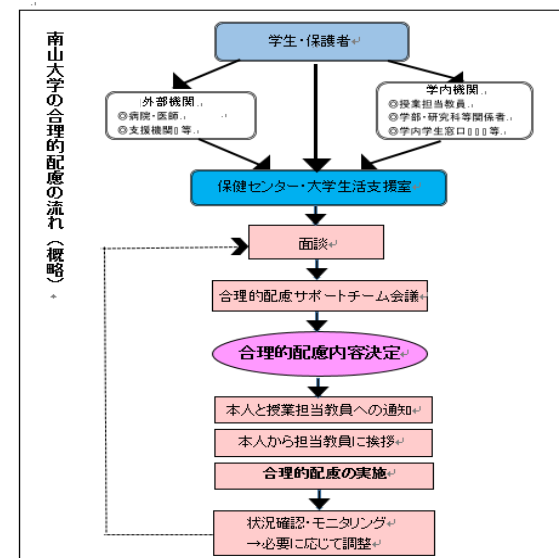 南山大学の合理的配慮の流れ（概略）
学生・保護者
外部機関
◎病院・医師
◎支援機関　等
学内機関
◎授業担当教員
◎学部・研究科等関係者
◎学内学生窓口　　　等
保健センター・大学生活支援室
面談
合理的配慮サポートチーム会議
合理的配慮内容決定
本人と授業担当教員への通知
本人から担当教員に挨拶
合理的配慮の実施
状況確認・モニタリング
→必要に応じて調整